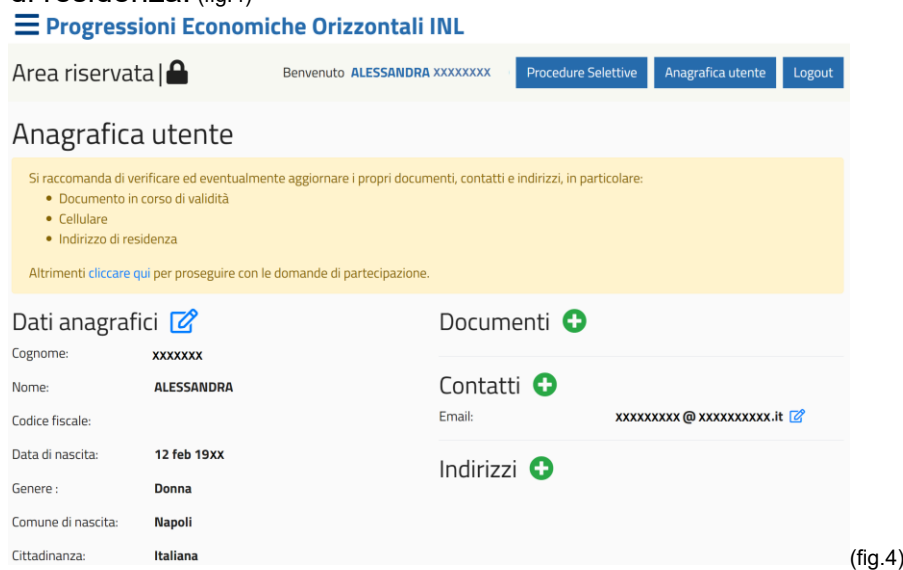 di residenza. (fig.4)
Progressioni Economiche Orizzontali INL
Area riservata| Benvenuto ALESSANDRA XXXXXXXX Procedure Selettive Anagrafica utente Logout
Anagrafica utente
Si raccomanda di verificare ed eventualmente aggiornare i propri documenti, contatti e indirizzi, in particolare:
• Documento in corso di validità
• Cellulare
• Indirizzo di residenza
Altrimenti cliccare qui per proseguire con le domande di partecipazione.
Dati anagrafici
Cognome: xxxxxxx
Nome: ALESSANDRA
Codice fiscale:
Data di nascita: 12 feb 19XX
Genere : Donna
Comune di nascita: Napoli
Cittadinanza: Italiana
Documenti
Contatti
Email: xxxxxxxxx @ xxxxxxxxxx.it
Indirizzi
(fig.4)